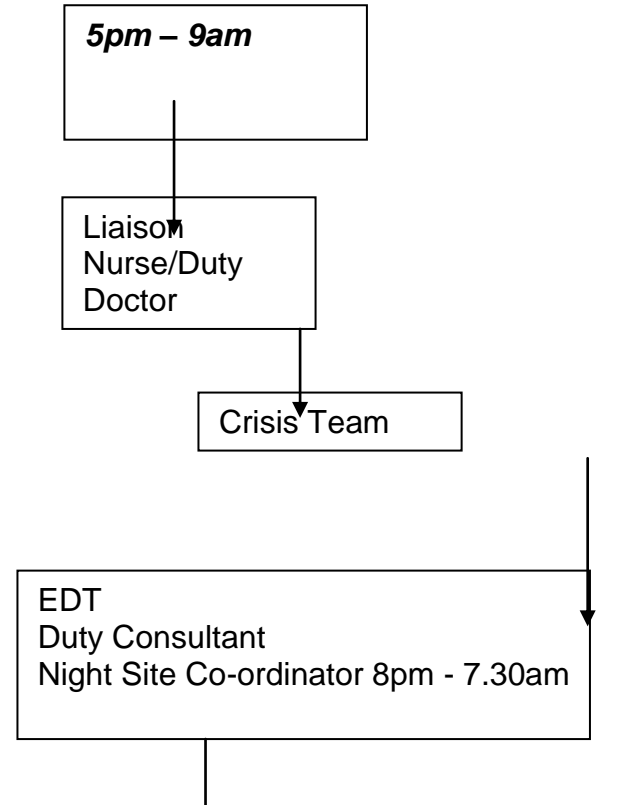 5pm – 9am
Liaison
Nurse/Duty
Doctor
Crisis Team
EDT
Duty Consultant
Night Site Co-ordinator 8pm - 7.30am